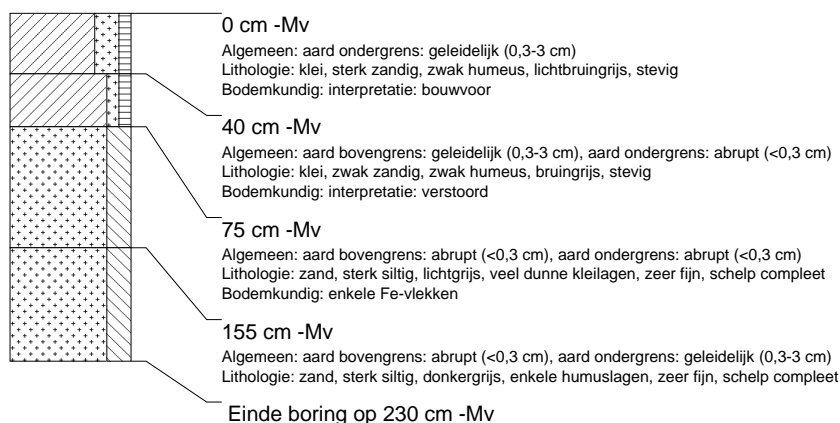 0 cm -Mv
Algemeen: aard ondergrens: geleidelijk (0,3-3 cm)
Lithologie: klei, sterk zandig, zwak humeus, lichtbruingrijs, stevig
Bodemkundig: interpretatie: bouwvoor
40 cm -Mv
Algemeen: aard bovengrens: geleidelijk (0,3-3 cm), aard ondergrens: abrupt (<0,3 cm)
Lithologie: klei, zwak zandig, zwak humeus, bruingrijs, stevig
Bodemkundig: interpretatie: verstoord
75 cm -Mv
Algemeen: aard bovengrens: abrupt (<0,3 cm), aard ondergrens: abrupt (<0,3 cm)
Lithologie: zand, sterk siltig, lichtgrijs, veel dunne kleilagen, zeer fijn, schelp compleet
Bodemkundig: enkele Fe-vlekken
155 cm -Mv
Algemeen: aard bovengrens: abrupt (<0,3 cm), aard ondergrens: geleidelijk (0,3-3 cm)
Lithologie: zand, sterk siltig, donkergrijs, enkele humuslagen, zeer fijn, schelp compleet
Einde boring op 230 cm -Mv